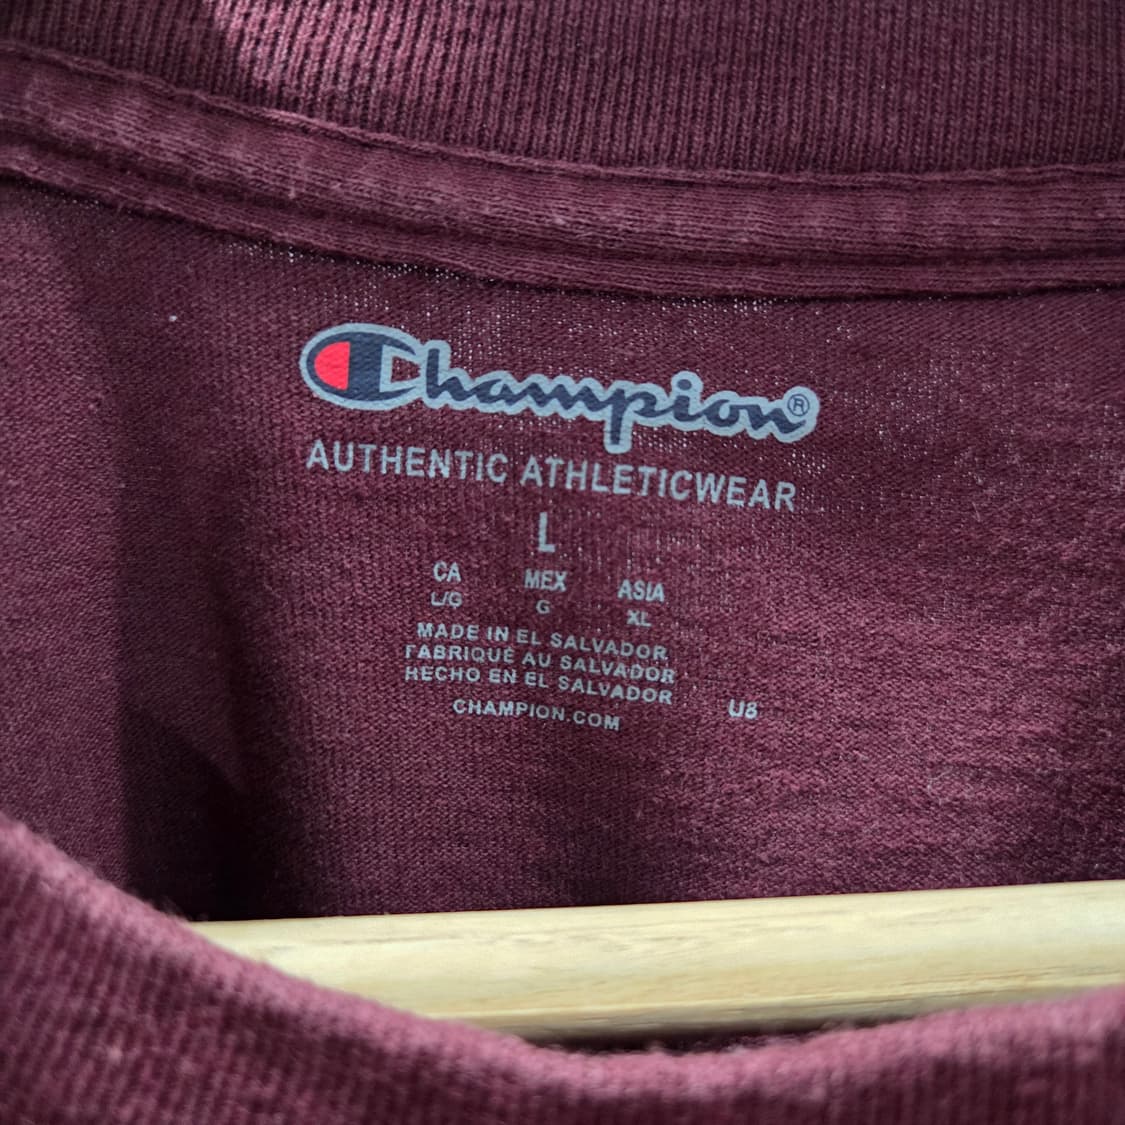 Champion®
AUTHENTIC ATHLETICWEAR
L
CA MEX ASIA
L/G G XL
MADE IN EL SALVADOR
FABRIQUÉ AU SALVADOR
HECHO EN EL SALVADOR
U8
CHAMPION.COM